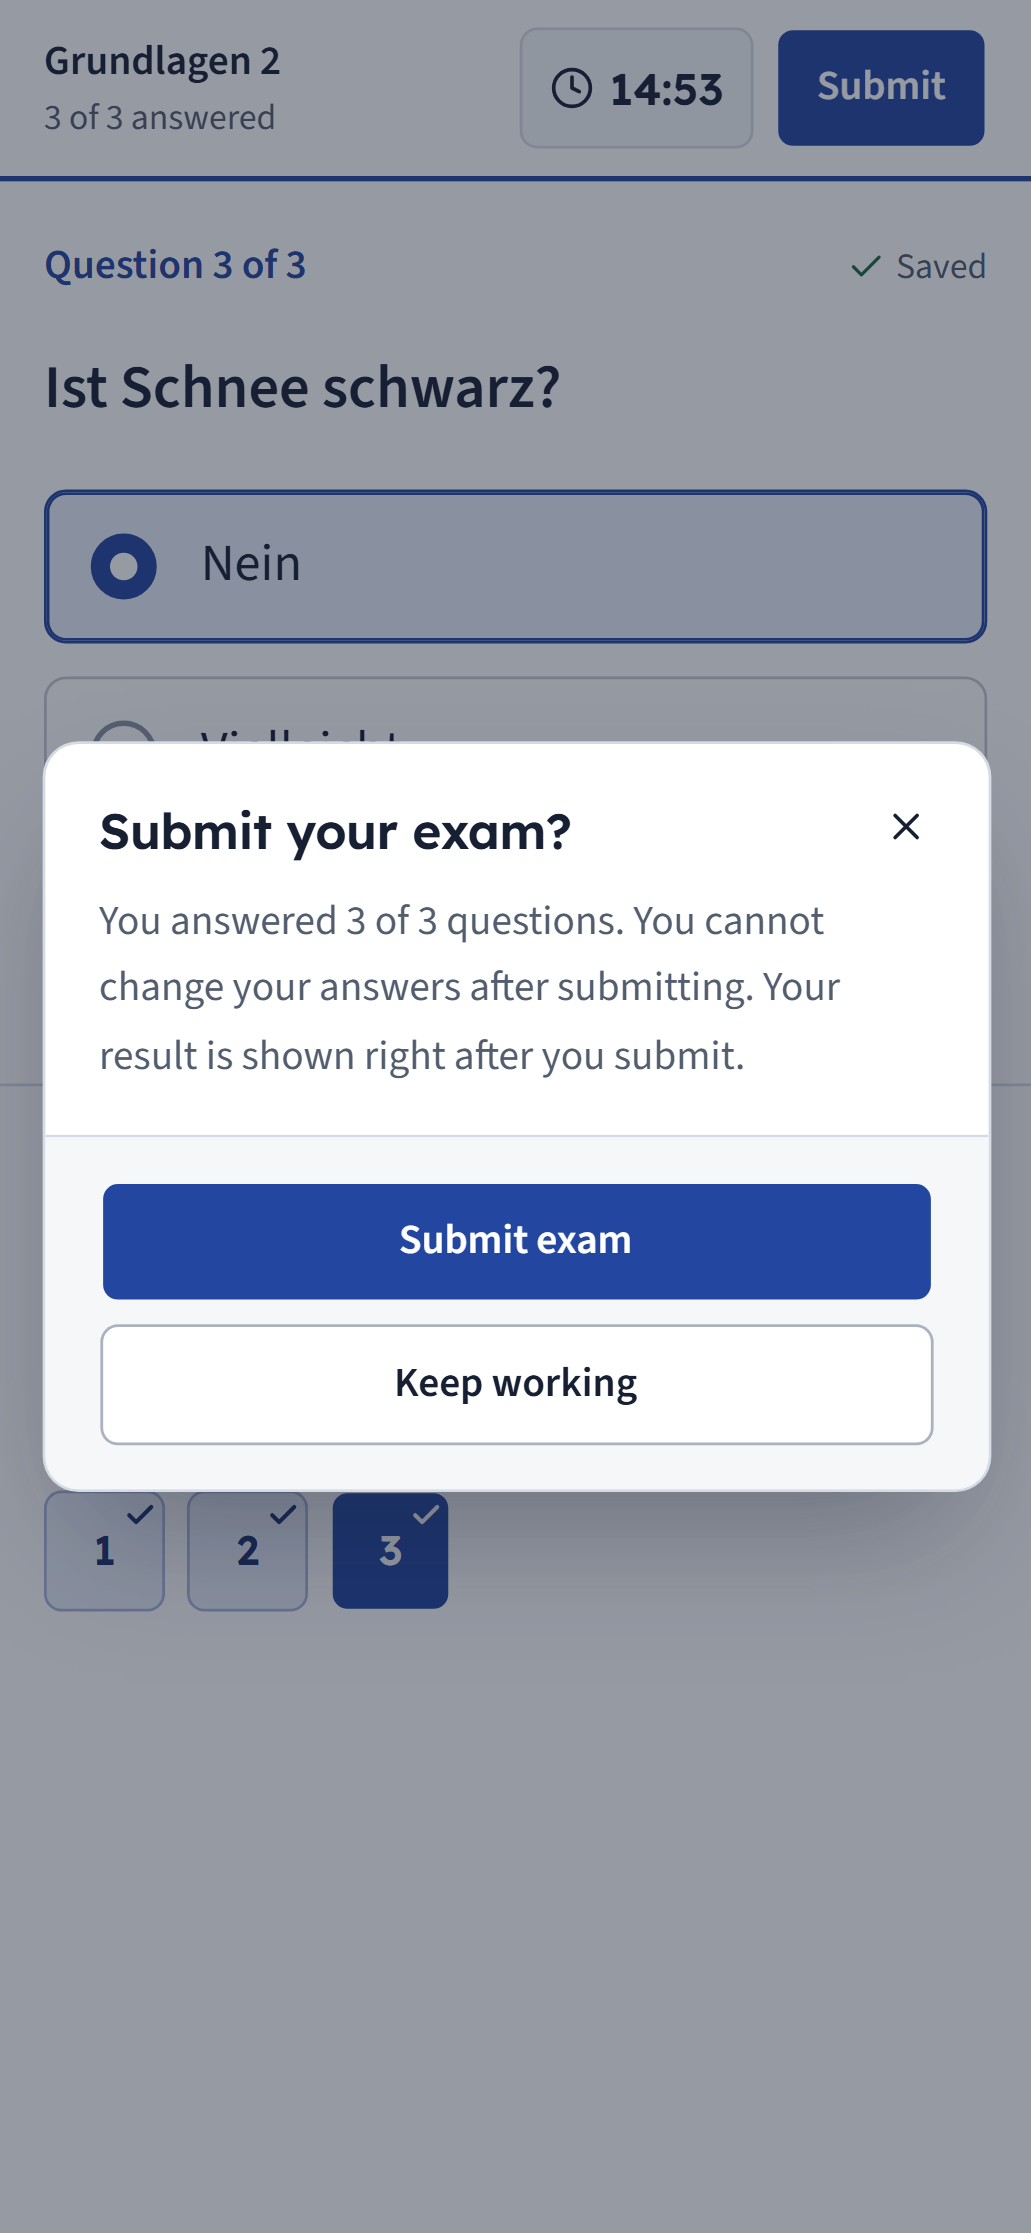 Grundlagen 2
3 of 3 answered
14:53
Submit
Question 3 of 3
Saved
Ist Schnee schwarz?
Nein
Submit your exam?
You answered 3 of 3 questions. You cannot
change your answers after submitting. Your
result is shown right after you submit.
Submit exam
Keep working
1
2
3